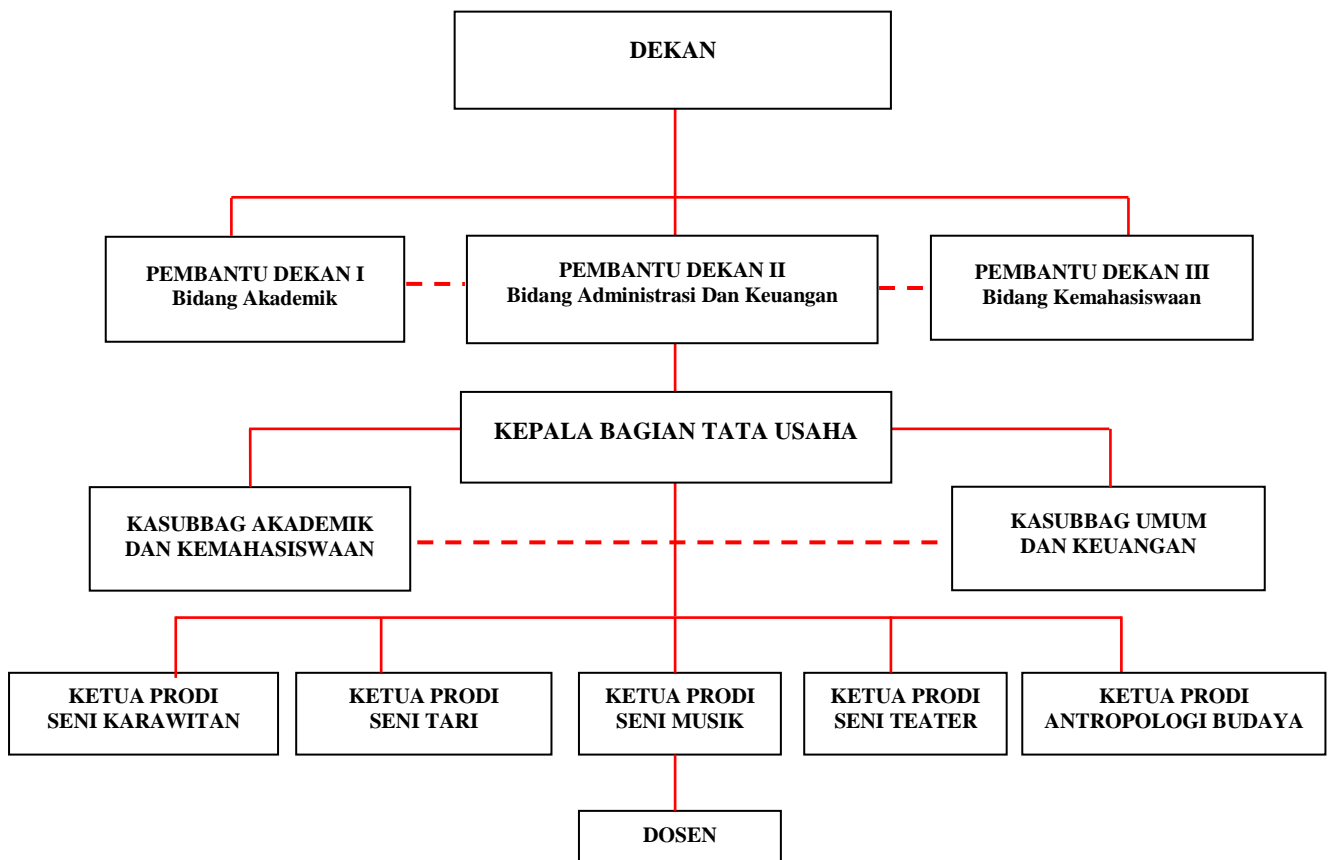 DEKAN
PEMBANTU DEKAN I
Bidang Akademik
PEMBANTU DEKAN II
Bidang Administrasi Dan Keuangan
PEMBANTU DEKAN III
Bidang Kemahasiswaan
KEPALA BAGIAN TATA USAHA
KASUBBAG AKADEMIK
DAN KEMAHASISWAAN
KASUBBAG UMUM
DAN KEUANGAN
KETUA PRODI
SENI KARAWITAN
KETUA PRODI
SENI TARI
KETUA PRODI
SENI MUSIK
KETUA PRODI
SENI TEATER
KETUA PRODI
ANTROPOLOGI BUDAYA
DOSEN